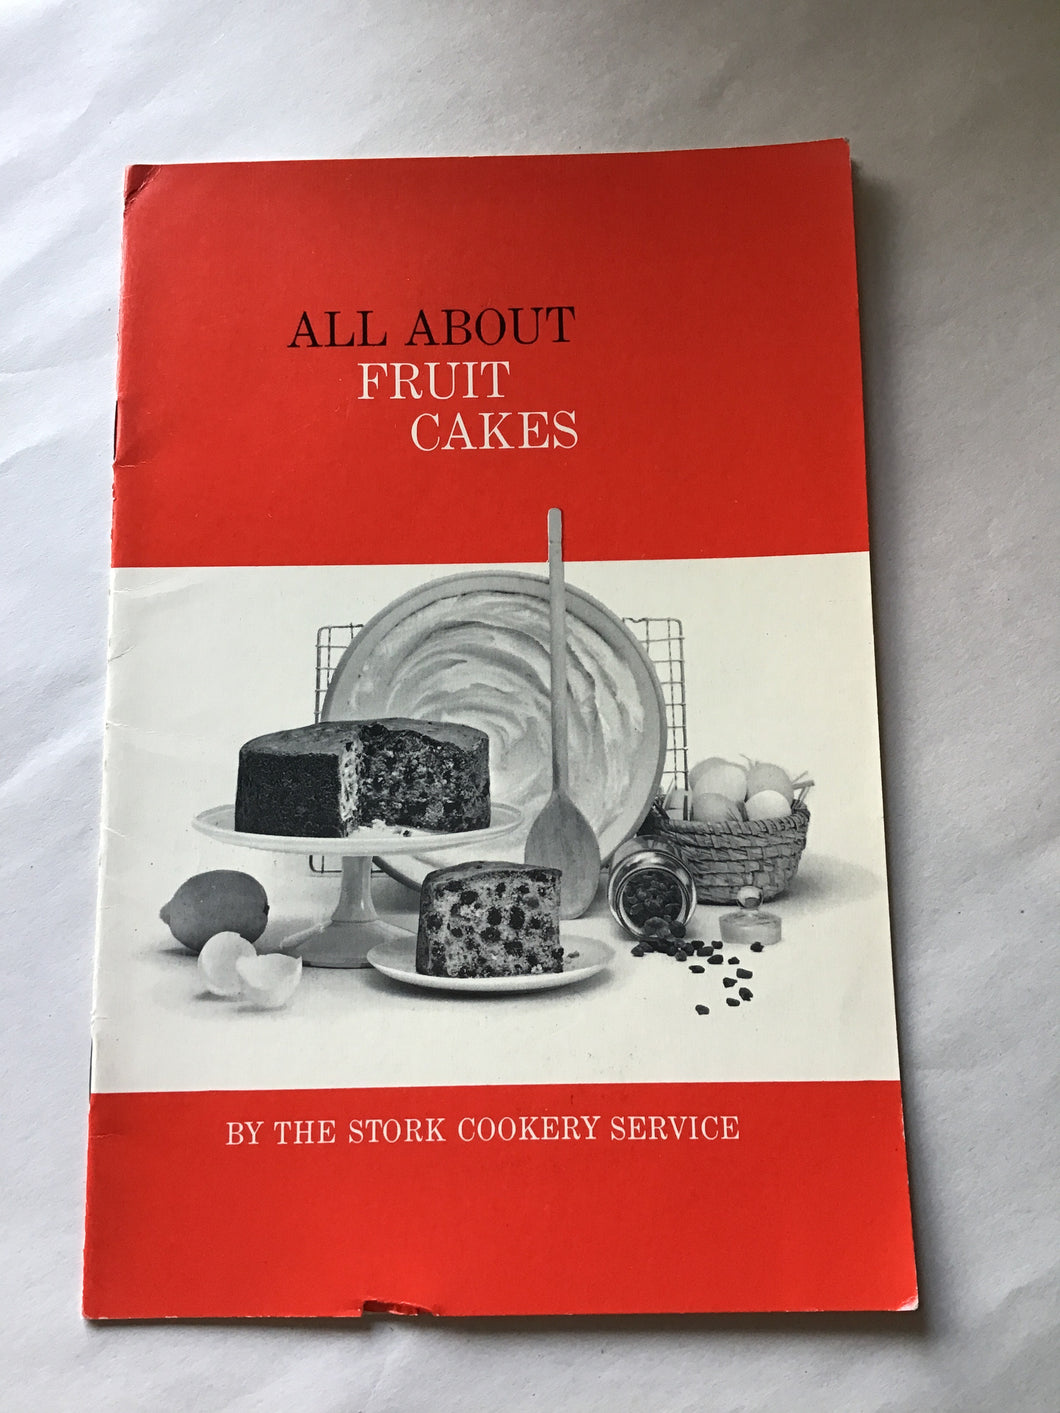 ALL ABOUT
FRUIT
CAKES
BY THE STORK COOKERY SERVICE